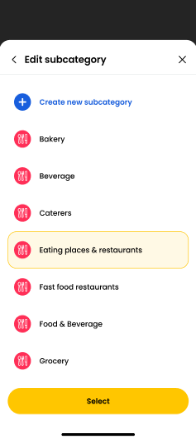 Edit subcategory
Create new subcategory
Bakery
Beverage
Caterers
Eating places & restaurants
Fast food restaurants
Food & Beverage
Grocery
Select